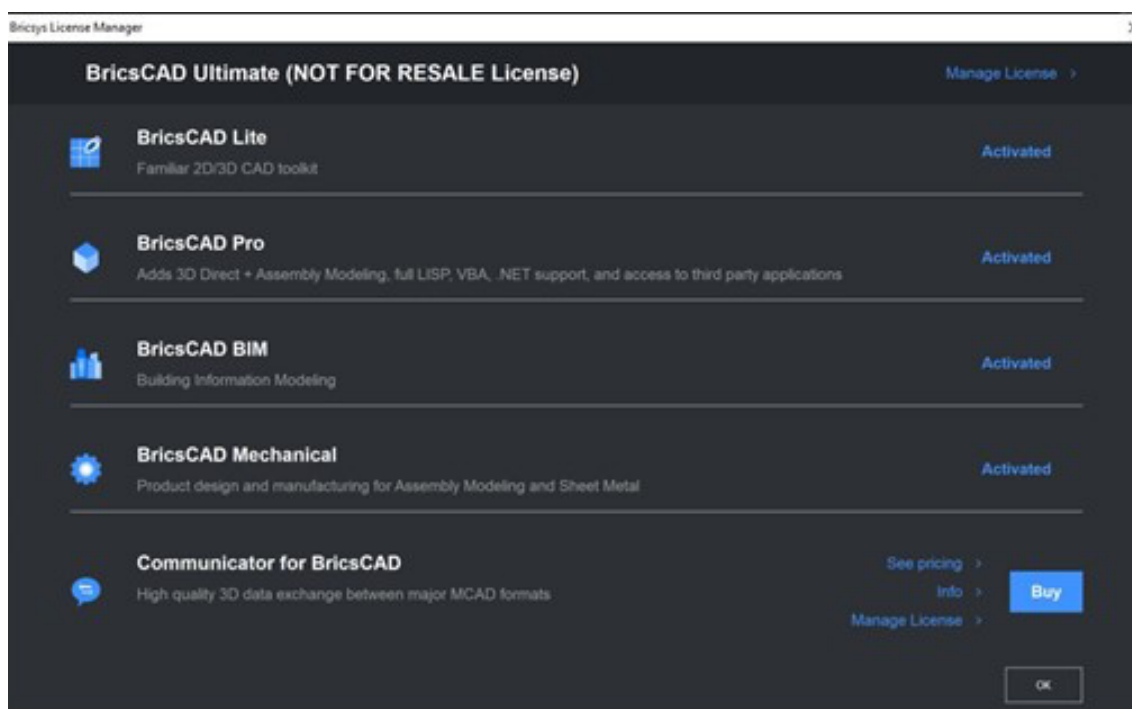 Bricsys License Manager
BricsCAD Ultimate (NOT FOR RESALE License)
Manage License >
BricsCAD Lite
Familiar 2D/3D CAD toolkit
Activated
BricsCAD Pro
Adds 3D Direct + Assembly Modeling, full LISP, VBA, .NET support, and access to third party applications
Activated
BricsCAD BIM
Building Information Modeling
Activated
BricsCAD Mechanical
Product design and manufacturing for Assembly Modeling and Sheet Metal
Activated
Communicator for BricsCAD
High quality 3D data exchange between major MCAD formats
See pricing >
Info >
Manage License >
Buy
OK